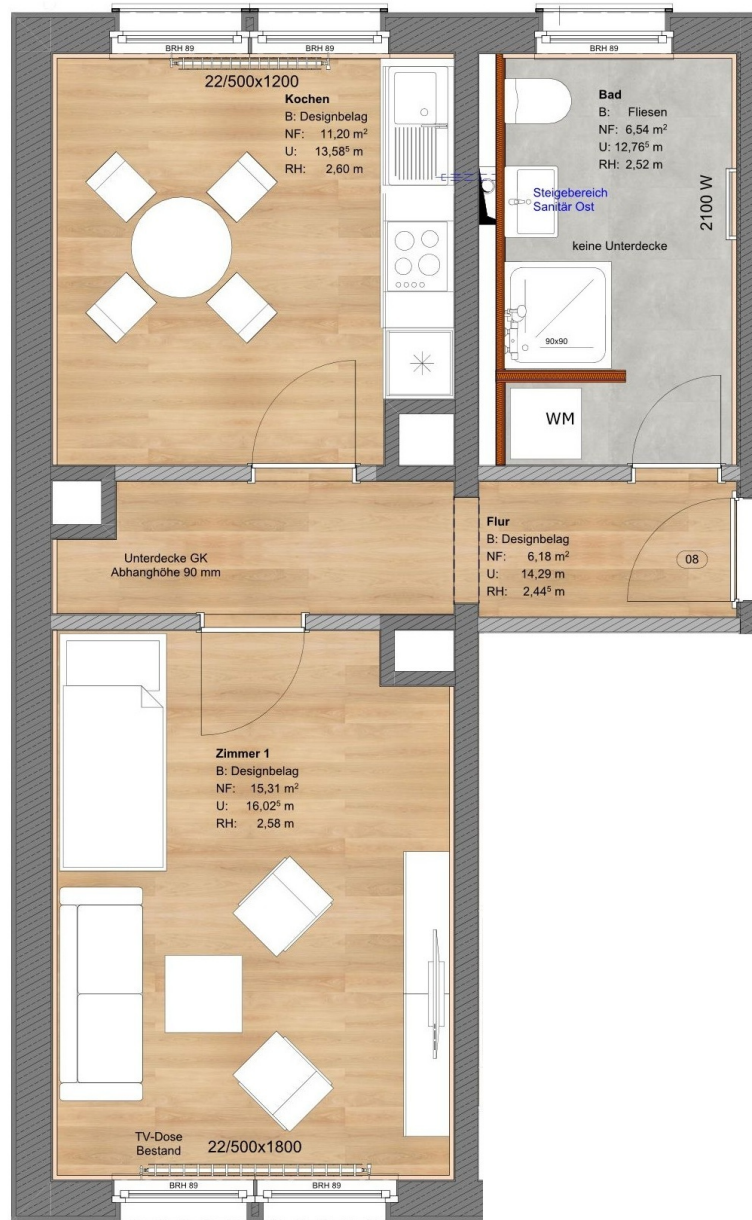 BRH 89
BRH 89
BRH 89
22/500x1200
Kochen
B: Designbelag
NF: 11,20 m²
U: 13,58⁵ m
RH: 2,60 m
Bad
B: Fliesen
NF: 6,54 m²
U: 12,76⁵ m
RH: 2,52 m
2100 W
Steigebereich
Sanitär Ost
keine Unterdecke
90x90
WM
Unterdecke GK
Abhanghöhe 90 mm
Flur
B: Designbelag
NF: 6,18 m²
U: 14,29 m
RH: 2,44⁵ m
08
Zimmer 1
B: Designbelag
NF: 15,31 m²
U: 16,02⁵ m
RH: 2,58 m
TV-Dose
Bestand
22/500x1800
BRH 89
BRH 89